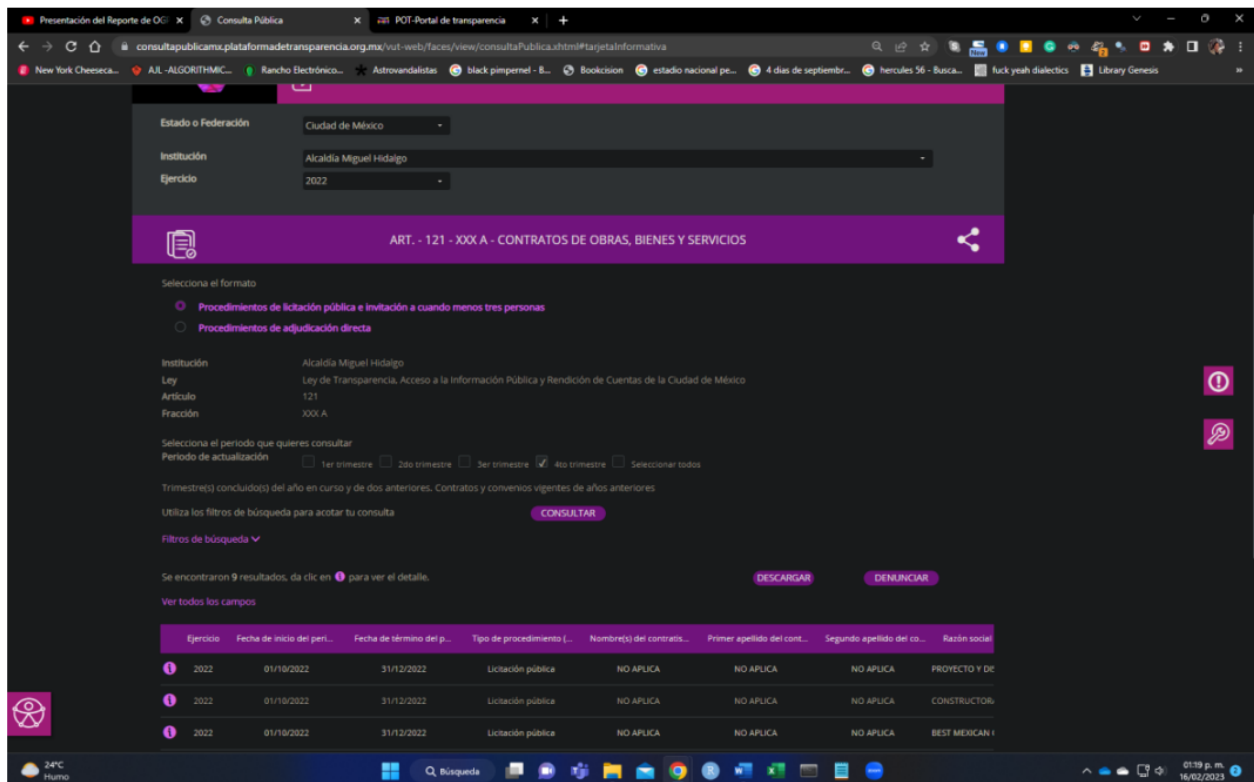 Presentación del Reporte de OG
Consulta Pública
POT-Portal de transparencia
consultapublicamx.plataformadetransparencia.org.mx/vut-web/faces/view/consultaPublica.xhtml#tarjetaInformativa
New York Cheeseca...
AJL -ALGORITHMIC...
Rancho Electrónico...
Astrovandalistas
black pimpernel - B...
Bookcision
estadio nacional pe...
4 dias de septiembr...
hercules 56 - Busca...
fuck yeah dialectics
Library Genesis
Estado o Federación Ciudad de México
Institución Alcaldía Miguel Hidalgo
Ejercicio 2022
ART. - 121 - XXX A - CONTRATOS DE OBRAS, BIENES Y SERVICIOS
Selecciona el formato
Procedimientos de licitación pública e invitación a cuando menos tres personas
Procedimientos de adjudicación directa
Institución Alcaldía Miguel Hidalgo
Ley Ley de Transparencia, Acceso a la Información Pública y Rendición de Cuentas de la Ciudad de México
Artículo 121
Fracción XXX A
Selecciona el periodo que quieres consultar
Periodo de actualización 1er trimestre 2do trimestre 3er trimestre 4to trimestre Seleccionar todos
Trimestre(s) concluido(s) del año en curso y de dos anteriores. Contratos y convenios vigentes de años anteriores
Utiliza los filtros de búsqueda para acotar tu consulta CONSULTAR
Filtros de búsqueda
Se encontraron 9 resultados, da clic en i para ver el detalle. DESCARGAR DENUNCIAR
Ver todos los campos
Ejercicio Fecha de inicio del peri... Fecha de término del p... Tipo de procedimiento (... Nombre(s) del contratis... Primer apellido del cont... Segundo apellido del co... Razón social
2022 01/10/2022 31/12/2022 Licitación pública NO APLICA NO APLICA NO APLICA PROYECTO Y DE
2022 01/10/2022 31/12/2022 Licitación pública NO APLICA NO APLICA NO APLICA CONSTRUCTORA
2022 01/10/2022 31/12/2022 Licitación pública NO APLICA NO APLICA NO APLICA BEST MEXICAN
24°C
Humo
Búsqueda
01:19 p. m.
16/02/2023